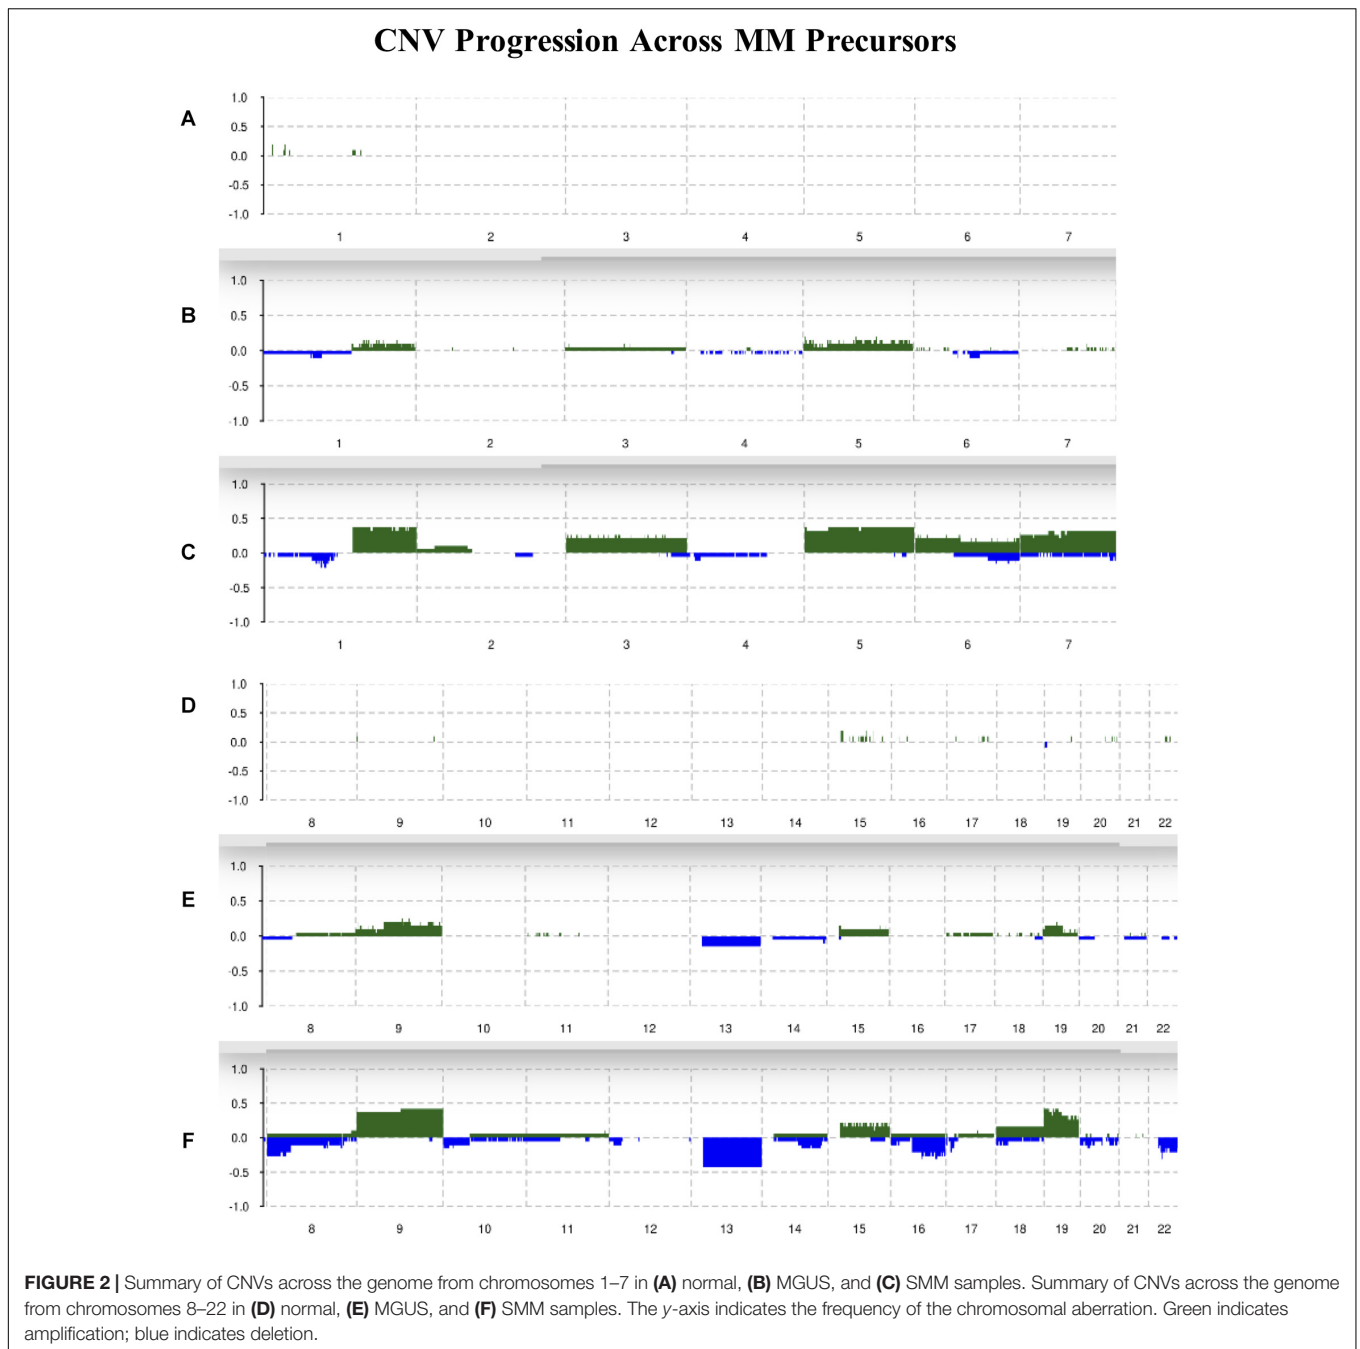 CNV Progression Across MM Precursors
A
1.0
0.5
0.0
-0.5
-1.0
1 2 3 4 5 6 7
B
1.0
0.5
0.0
-0.5
-1.0
1 2 3 4 5 6 7
C
1.0
0.5
0.0
-0.5
-1.0
1 2 3 4 5 6 7
D
1.0
0.5
0.0
-0.5
-1.0
8 9 10 11 12 13 14 15 16 17 18 19 20 21 22
E
1.0
0.5
0.0
-0.5
-1.0
8 9 10 11 12 13 14 15 16 17 18 19 20 21 22
F
1.0
0.5
0.0
-0.5
-1.0
8 9 10 11 12 13 14 15 16 17 18 19 20 21 22
FIGURE 2 | Summary of CNVs across the genome from chromosomes 1–7 in (A) normal, (B) MGUS, and (C) SMM samples. Summary of CNVs across the genome
from chromosomes 8–22 in (D) normal, (E) MGUS, and (F) SMM samples. The y-axis indicates the frequency of the chromosomal aberration. Green indicates
amplification; blue indicates deletion.